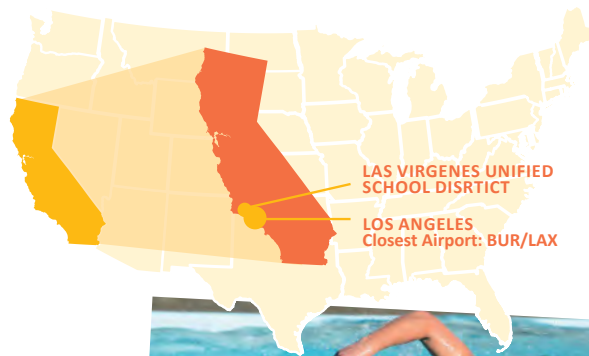 LAS VIRGENES UNIFIED
SCHOOL DISRTICT
LOS ANGELES
Closest Airport: BUR/LAX